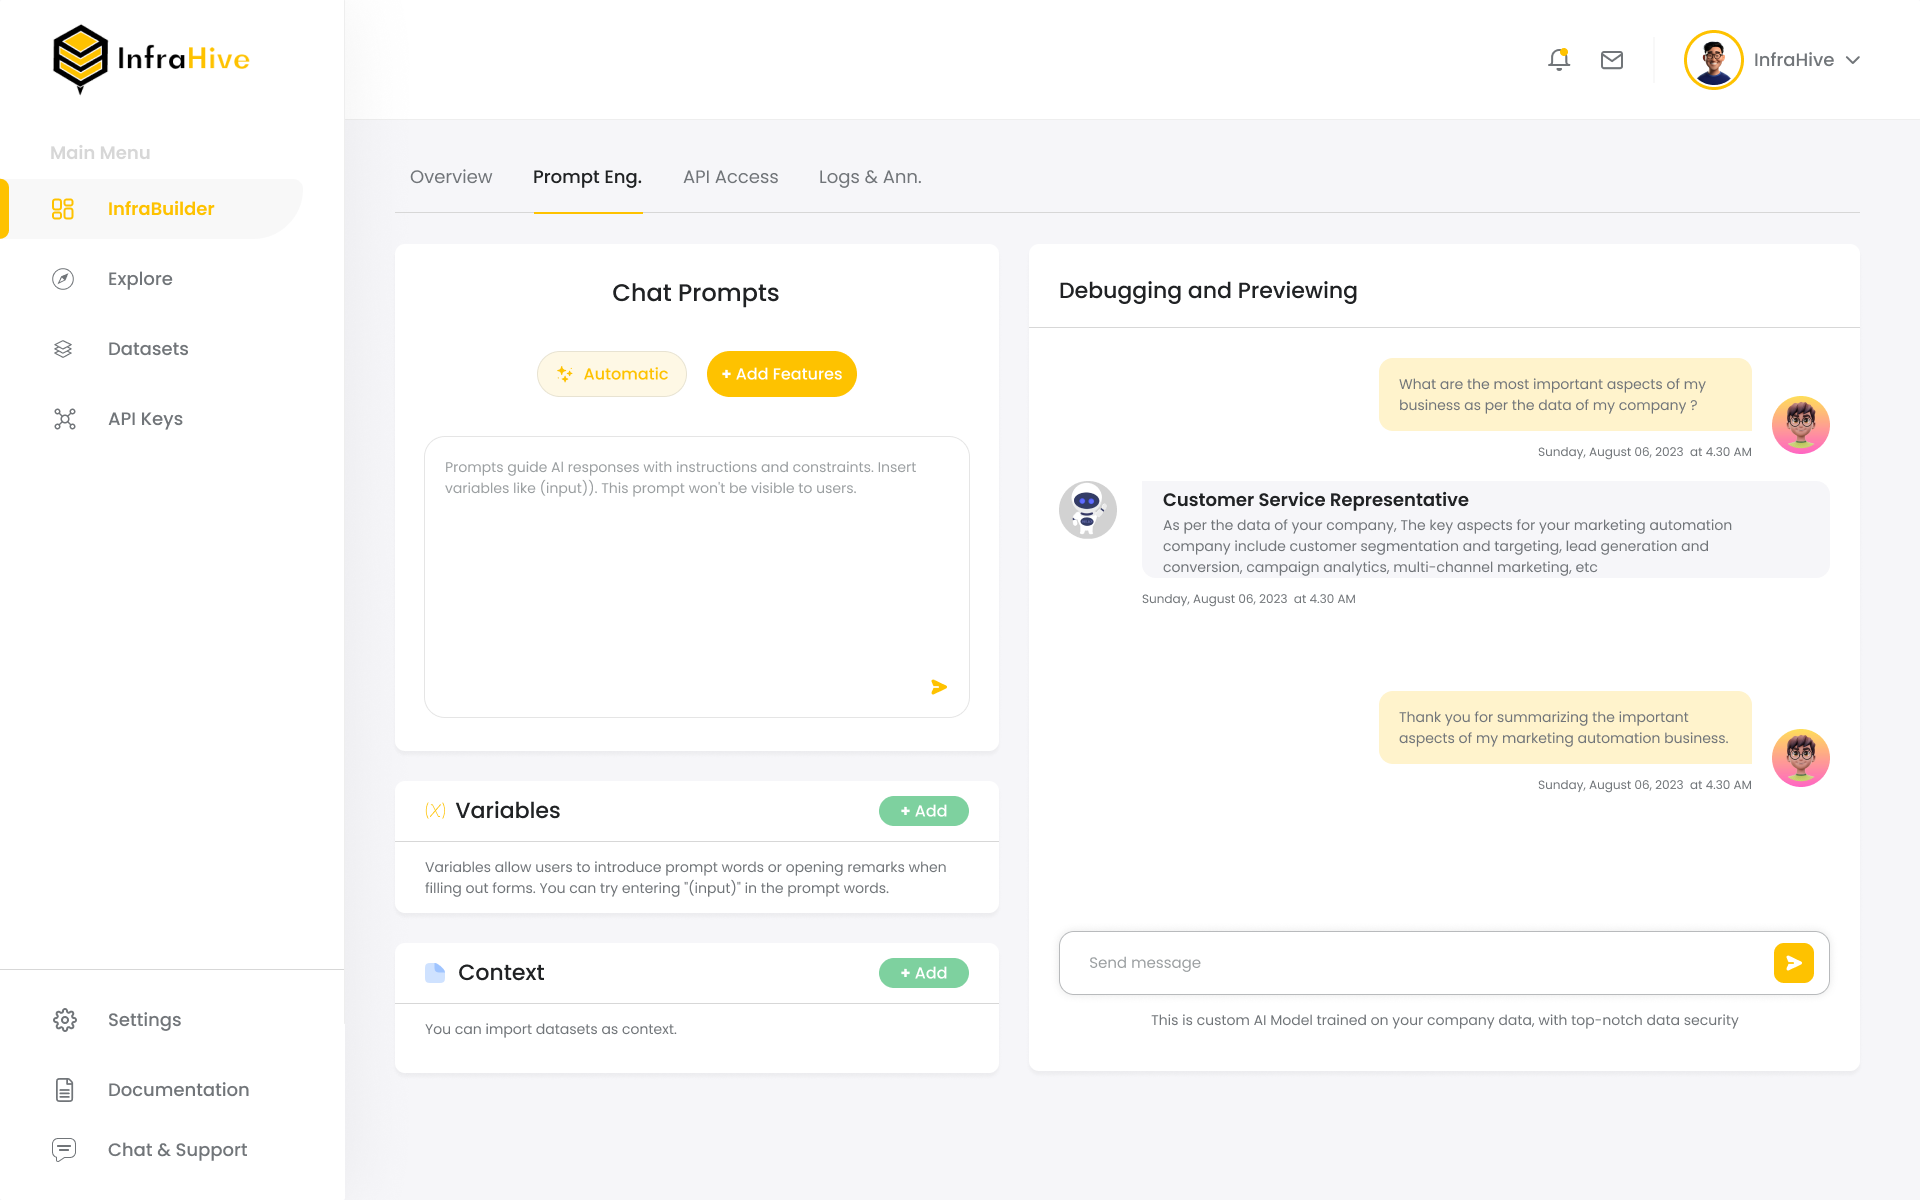 InfraHive
Main Menu
InfraBuilder
Explore
Datasets
API Keys
Settings
Documentation
Chat & Support
InfraHive
Overview
Prompt Eng.
API Access
Logs & Ann.
Chat Prompts
Automatic
+ Add Features
Prompts guide AI responses with instructions and constraints. Insert
variables like (input)). This prompt won't be visible to users.
(X) Variables
+ Add
Variables allow users to introduce prompt words or opening remarks when
filling out forms. You can try entering "(input)" in the prompt words.
Context
+ Add
You can import datasets as context.
Debugging and Previewing
What are the most important aspects of my
business as per the data of my company ?
Sunday, August 06, 2023 at 4.30 AM
Customer Service Representative
As per the data of your company, The key aspects for your marketing automation
company include customer segmentation and targeting, lead generation and
conversion, campaign analytics, multi-channel marketing, etc
Sunday, August 06, 2023 at 4.30 AM
Thank you for summarizing the important
aspects of my marketing automation business.
Sunday, August 06, 2023 at 4.30 AM
Send message
This is custom AI Model trained on your company data, with top-notch data security